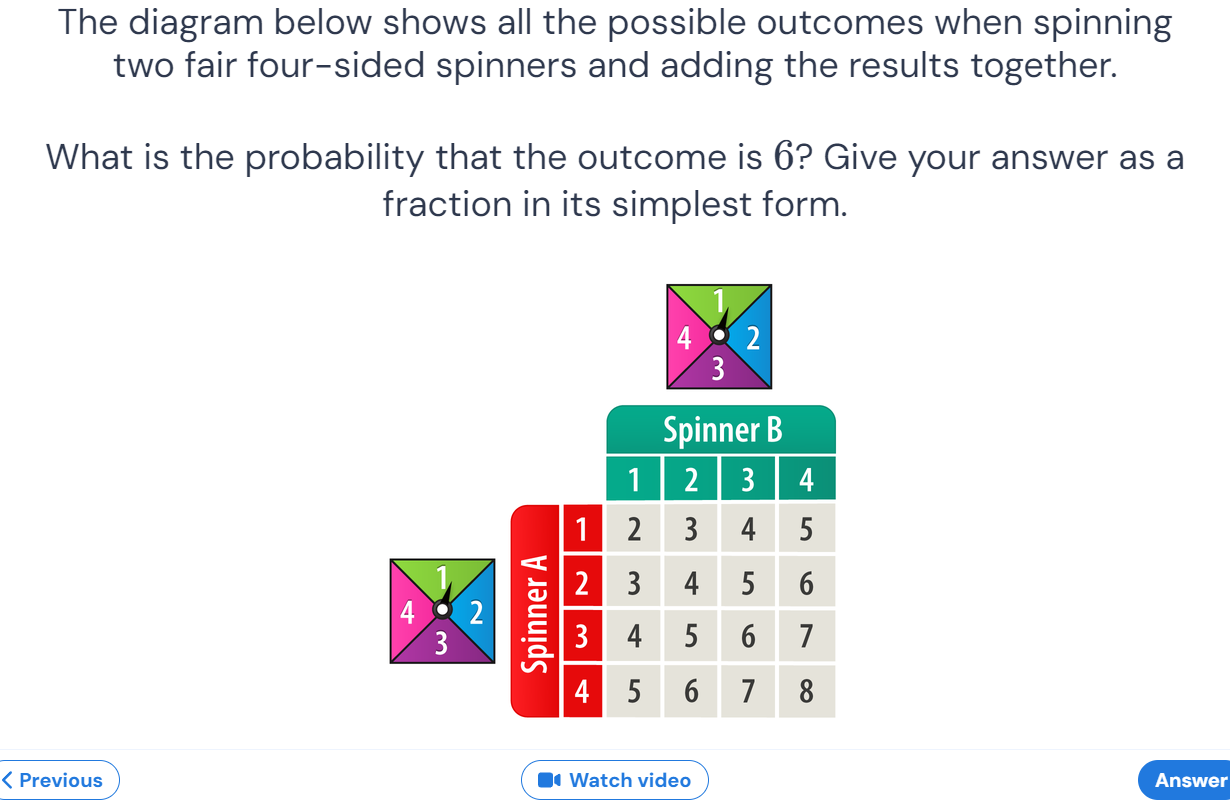 The diagram below shows all the possible outcomes when spinning
two fair four-sided spinners and adding the results together.
What is the probability that the outcome is 6? Give your answer as a
fraction in its simplest form.
1
4 2
3
Spinner B
1 2 3 4
Spinner A
1 2 3 4 5
2 3 4 5 6
3 4 5 6 7
4 5 6 7 8
1
4 2
3
Previous
Watch video
Answer